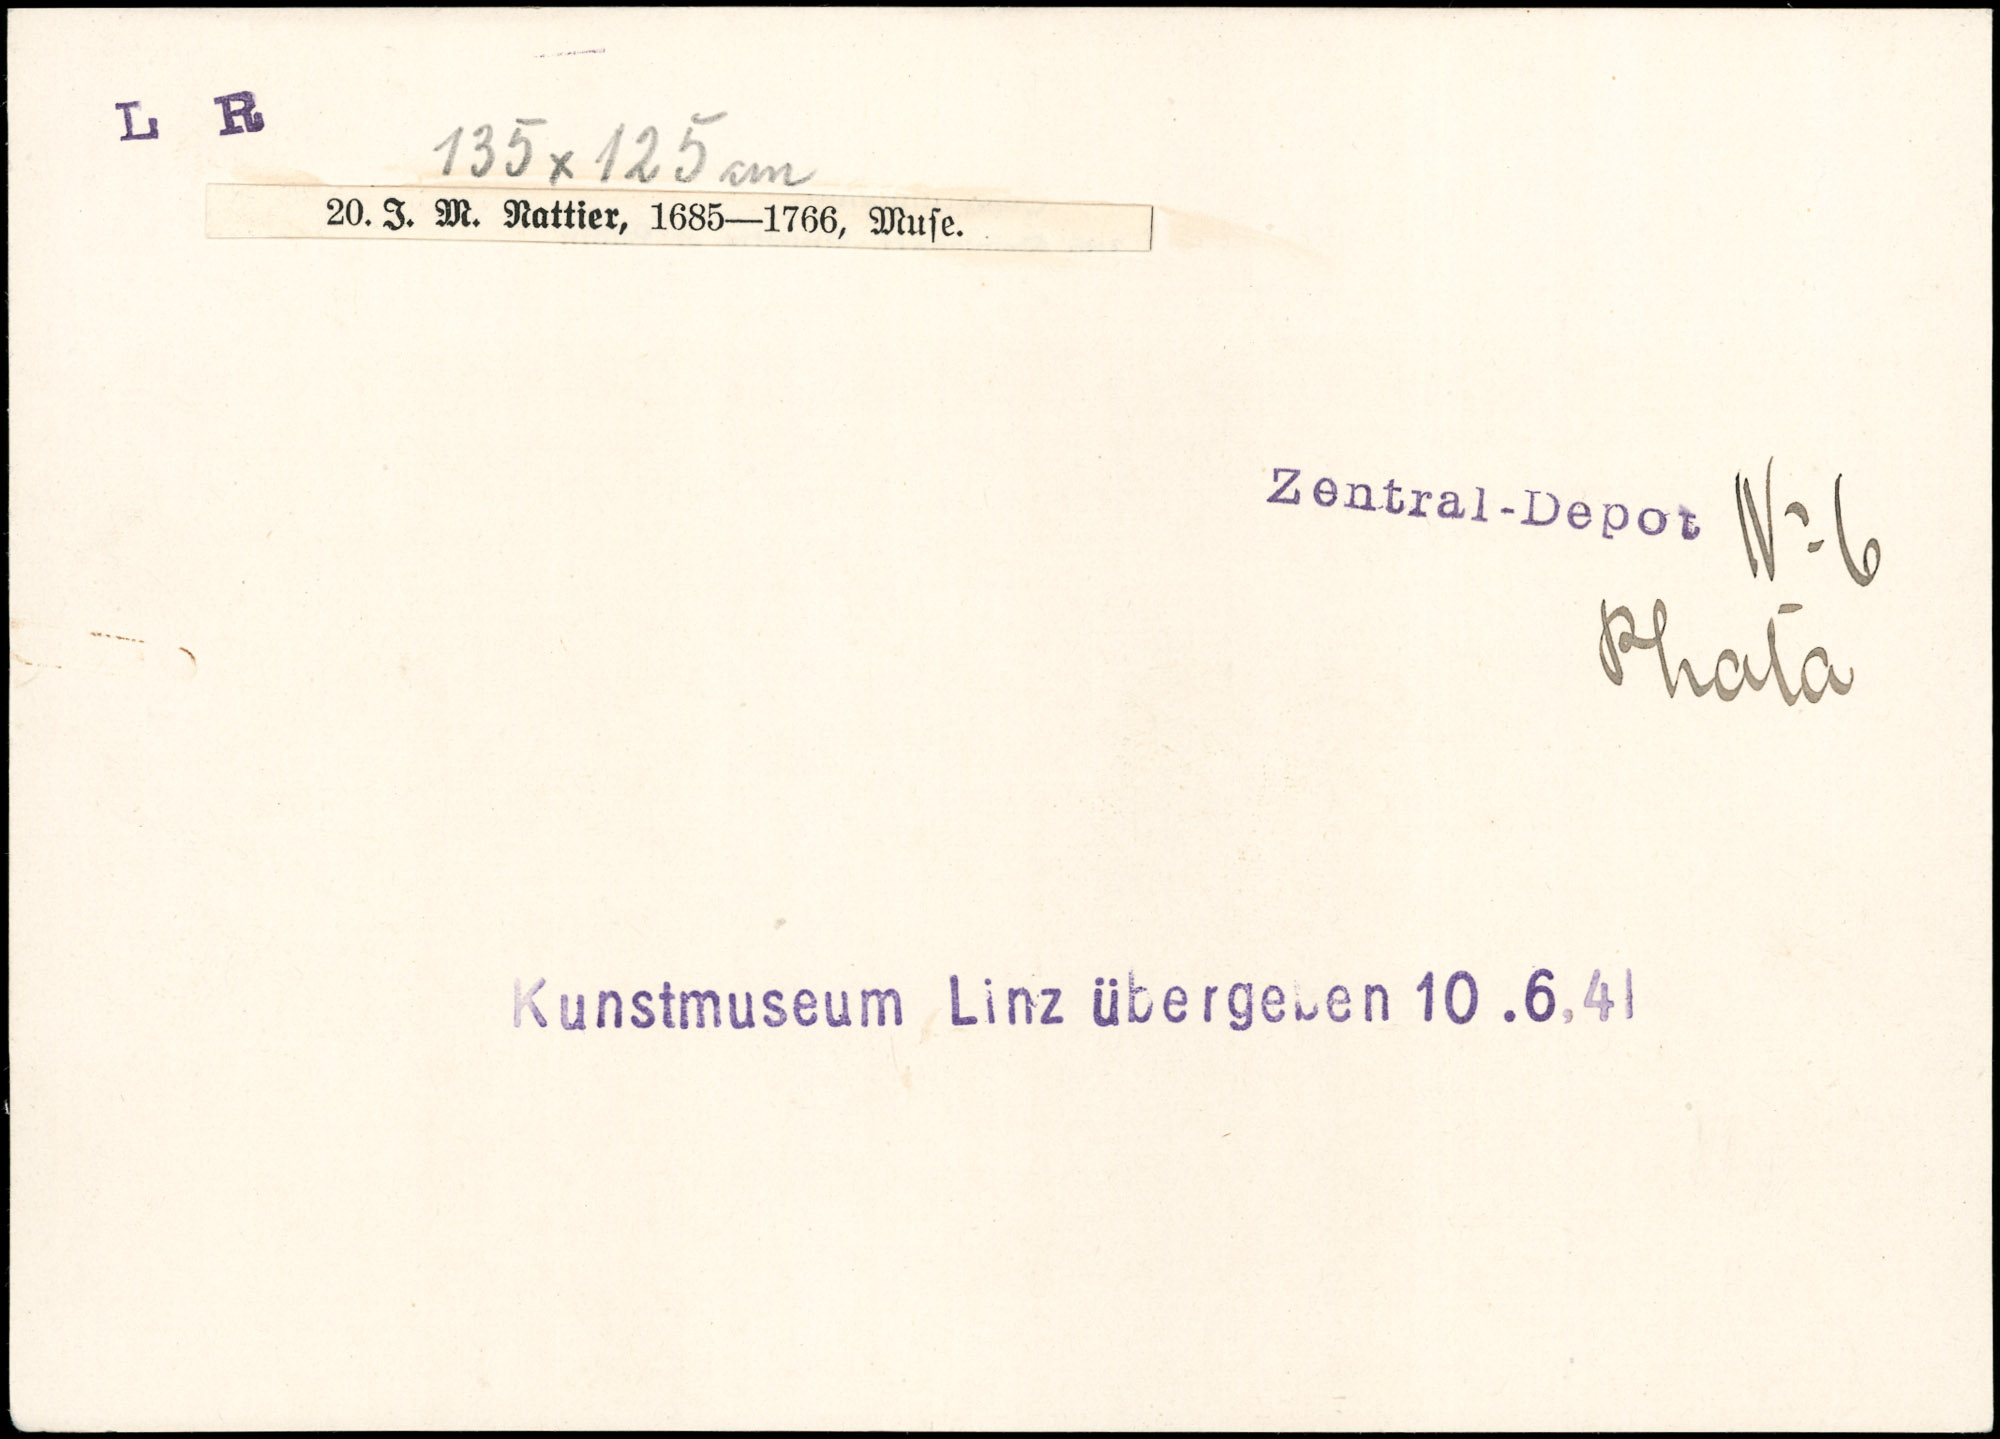 L R
135 x 125 cm
20. J. M. Nattier, 1685—1766, Muſe.
Zentral-Depot № 6
Phata
Kunstmuseum Linz übergeben 10.6.41